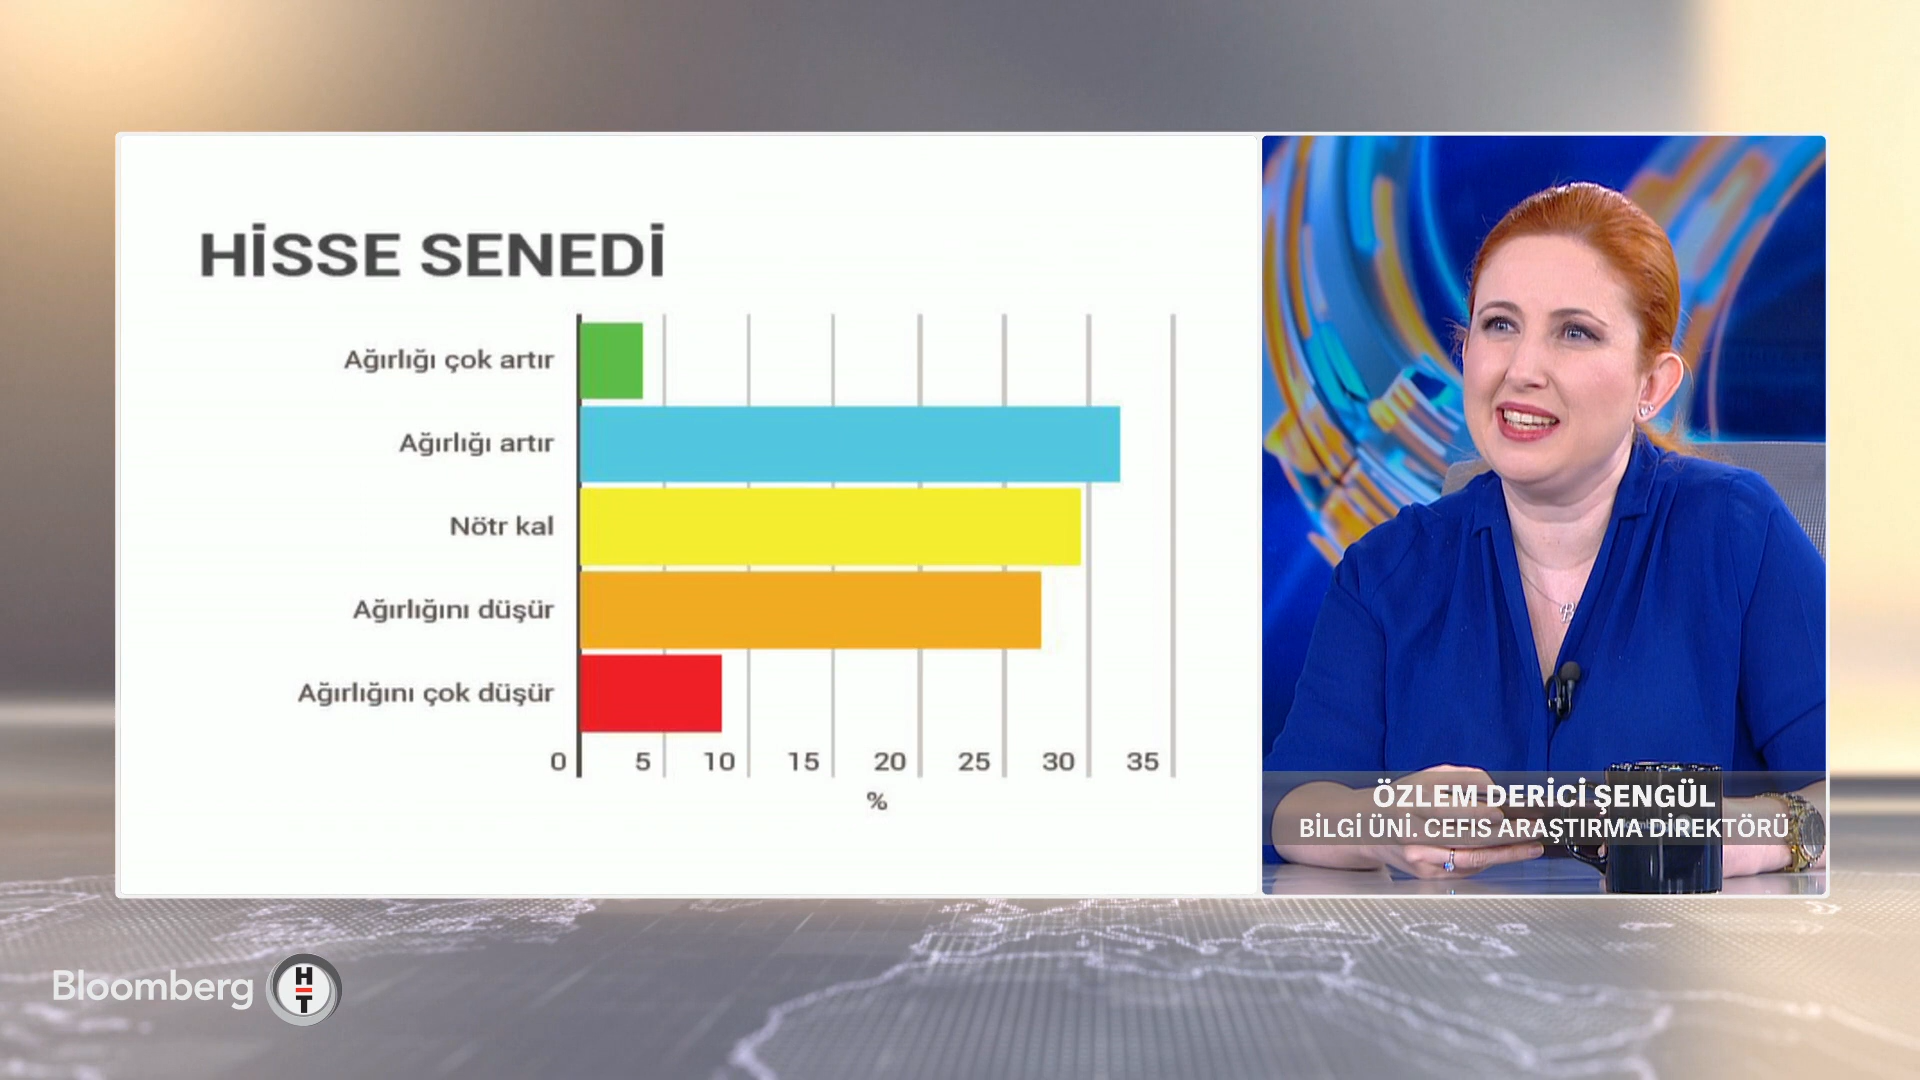 HİSSE SENEDİ
Ağırlığı çok artır
Ağırlığı artır
Nötr kal
Ağırlığını düşür
Ağırlığını çok düşür
0 5 10 15 20 25 30 35
%
ÖZLEM DERİCİ ŞENGÜL
BİLGİ ÜNİ. CEFIS ARAŞTIRMA DİREKTÖRÜ
Bloomberg HT